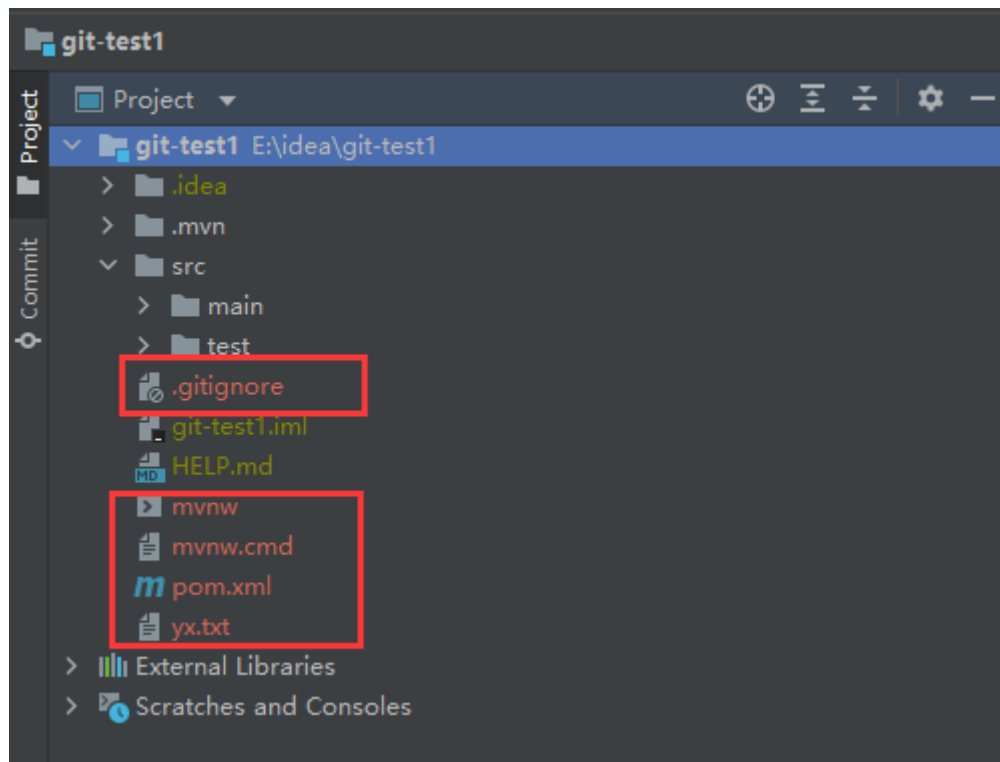 git-test1
Project
Project
git-test1 E:\idea\git-test1
.idea
.mvn
src
main
test
.gitignore
git-test1.iml
HELP.md
mvnw
mvnw.cmd
pom.xml
yx.txt
External Libraries
Scratches and Consoles
Commit
MD
m